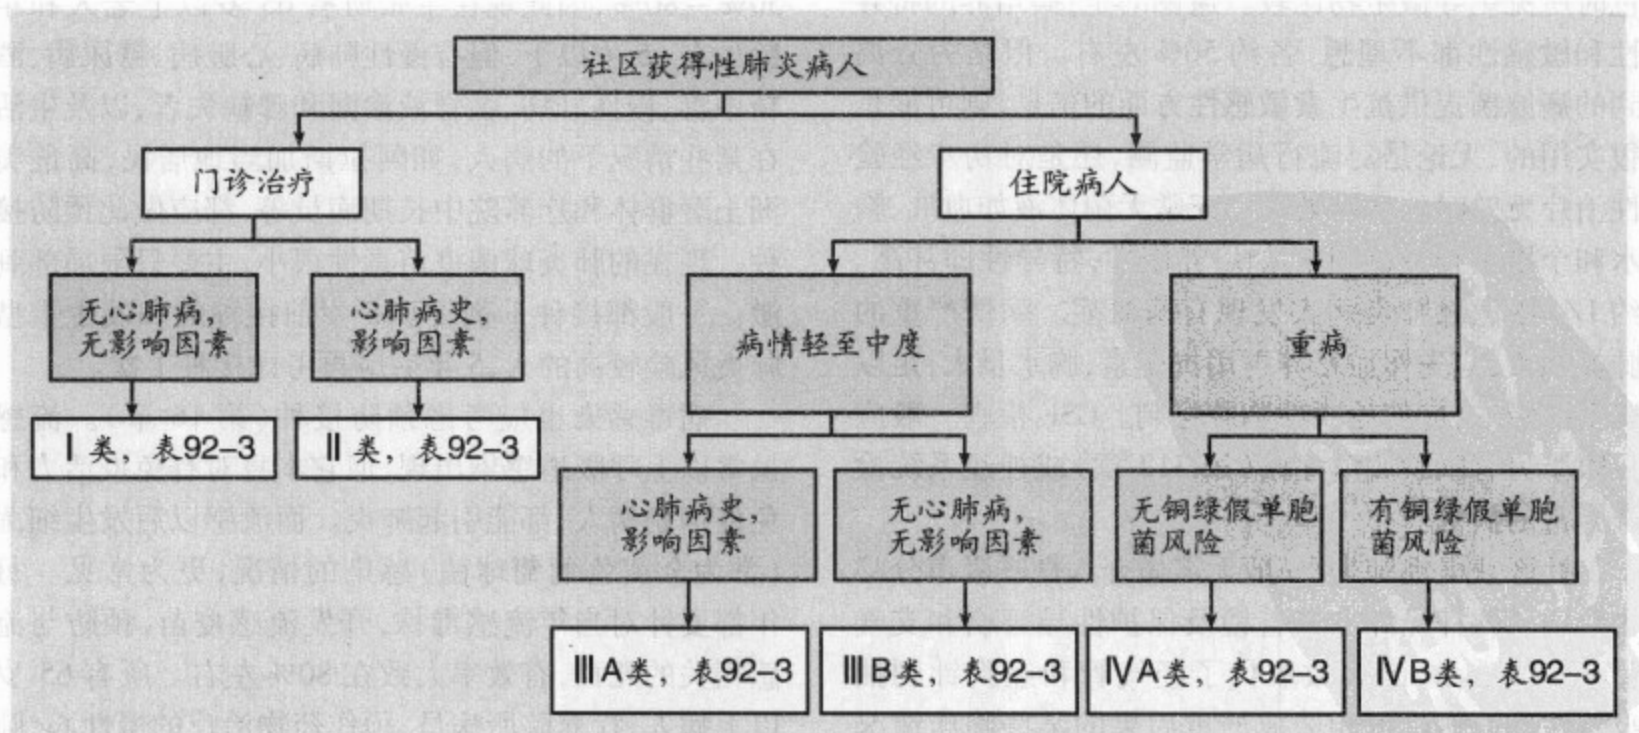 社区获得性肺炎病人
门诊治疗
住院病人
无心肺病,
无影响因素
心肺病史,
影响因素
病情轻至中度
重病
Ⅰ类, 表92-3
Ⅱ类, 表92-3
心肺病史,
影响因素
无心肺病,
无影响因素
无铜绿假单胞
菌风险
有铜绿假单胞
菌风险
ⅢA类, 表92-3
ⅢB类, 表92-3
ⅣA类, 表92-3
ⅣB类, 表92-3